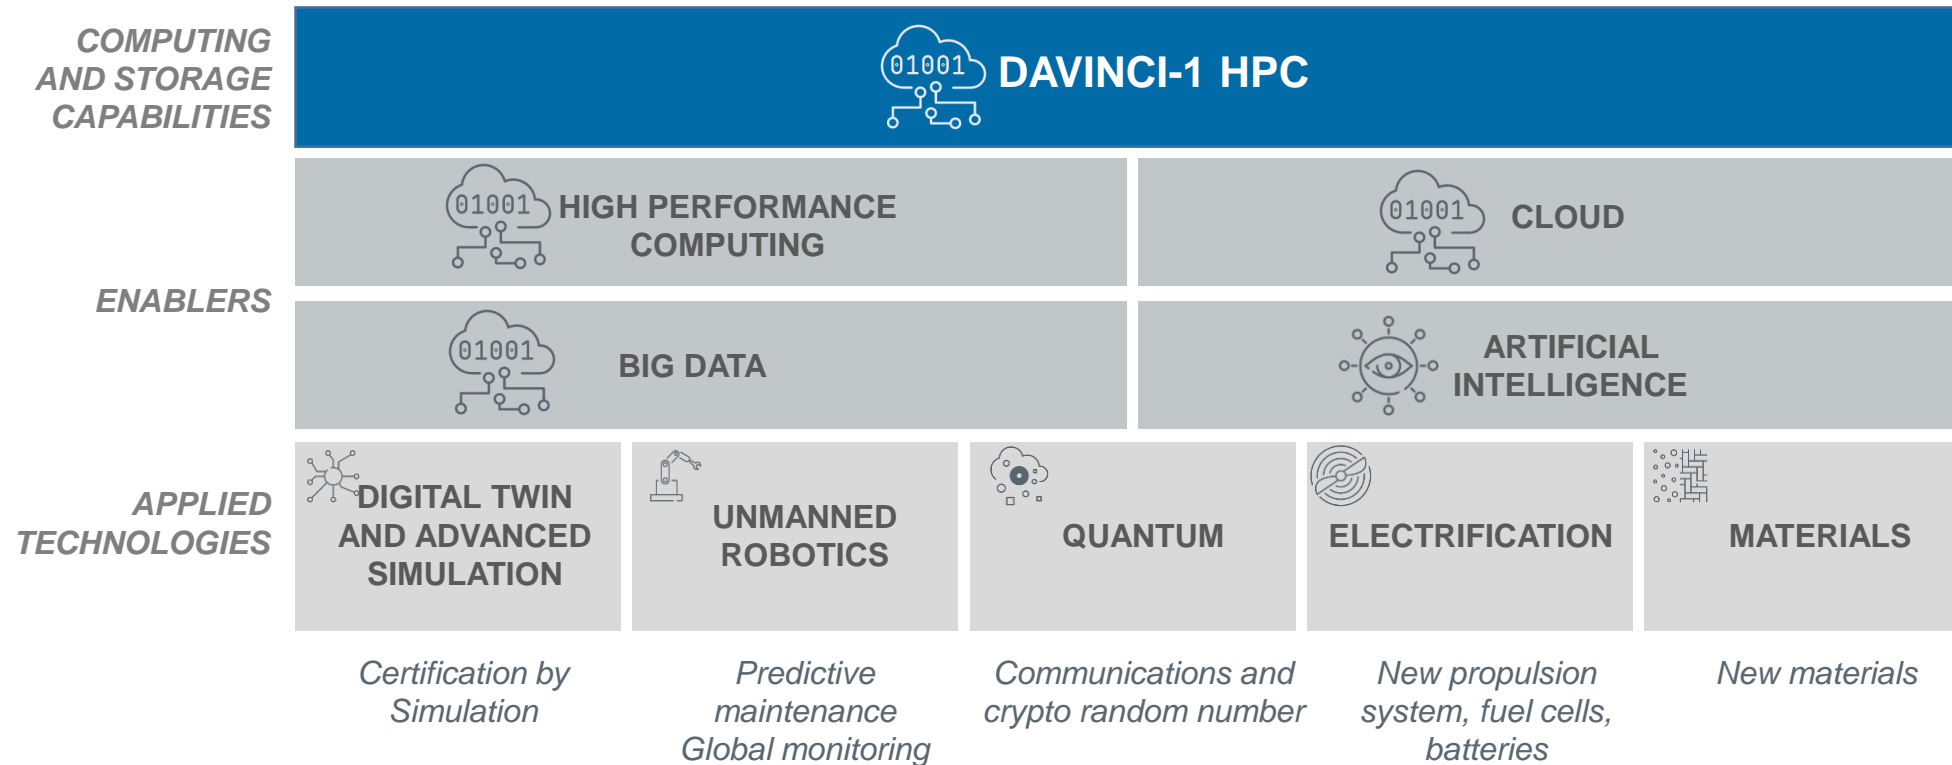 COMPUTING
AND STORAGE
CAPABILITIES
01001
DAVINCI-1 HPC
ENABLERS
01001
HIGH PERFORMANCE
COMPUTING
01001
CLOUD
01001
BIG DATA
ARTIFICIAL
INTELLIGENCE
APPLIED
TECHNOLOGIES
DIGITAL TWIN
AND ADVANCED
SIMULATION
UNMANNED
ROBOTICS
QUANTUM
ELECTRIFICATION
MATERIALS
Certification by
Simulation
Predictive
maintenance
Global monitoring
Communications and
crypto random number
New propulsion
system, fuel cells,
batteries
New materials